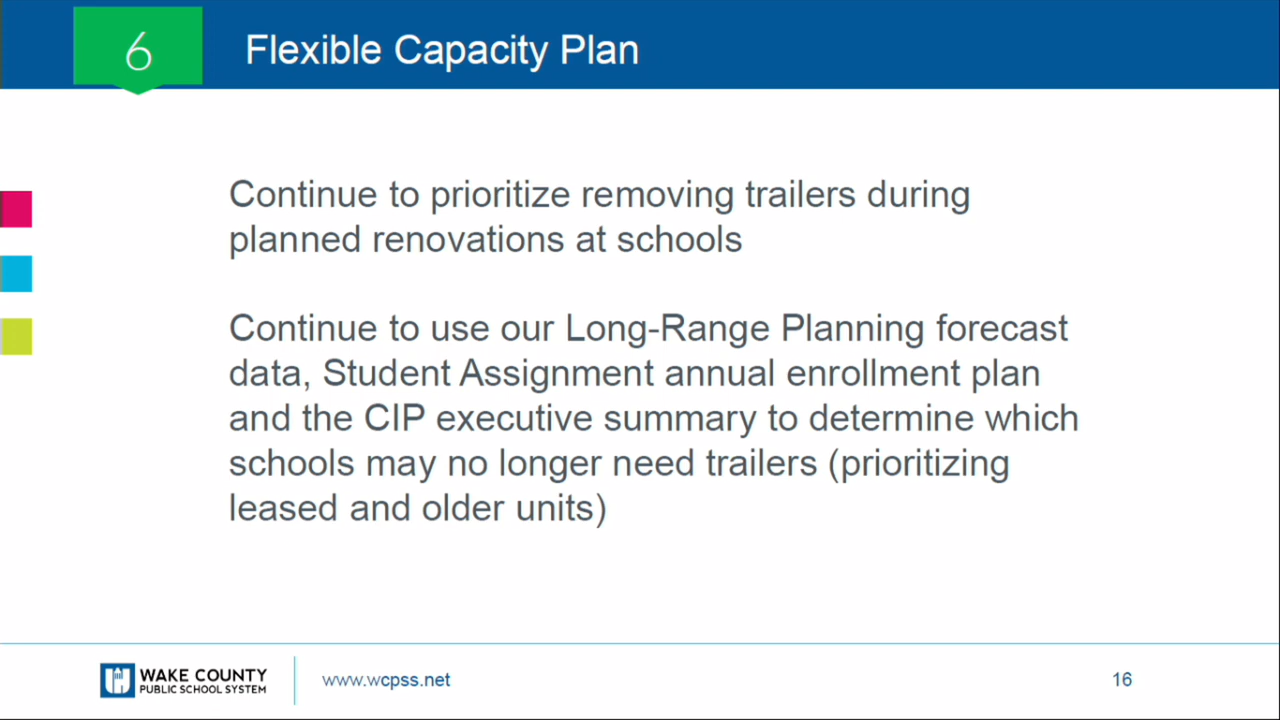 6
Flexible Capacity Plan
Continue to prioritize removing trailers during
planned renovations at schools
Continue to use our Long-Range Planning forecast
data, Student Assignment annual enrollment plan
and the CIP executive summary to determine which
schools may no longer need trailers (prioritizing
leased and older units)
WAKE COUNTY
PUBLIC SCHOOL SYSTEM
www.wcpss.net
16